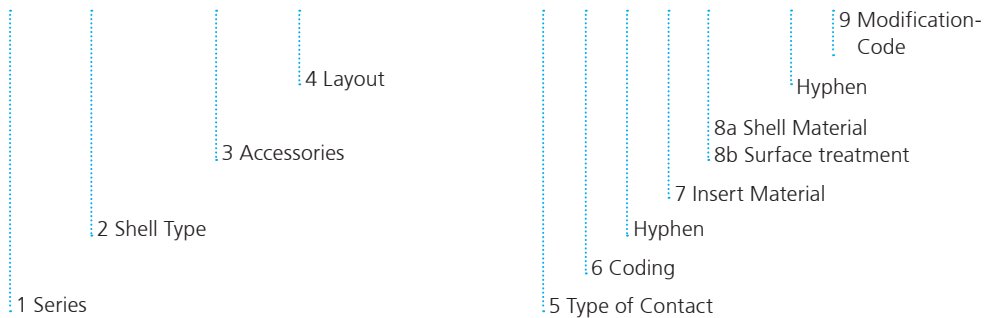 9 Modification-
Code
4 Layout
Hyphen
8a Shell Material
8b Surface treatment
3 Accessories
7 Insert Material
2 Shell Type
Hyphen
6 Coding
1 Series
5 Type of Contact